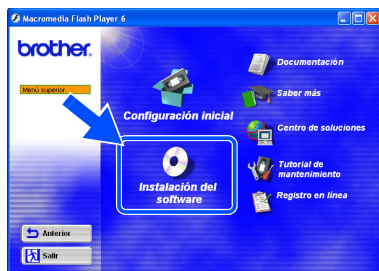 Macromedia Flash Player 6
brother.
Menú superior
Configuración inicial
Instalación del
software
Documentación
Saber más
Centro de soluciones
Tutorial de
mantenimiento
Registro en línea
Anterior
Salir